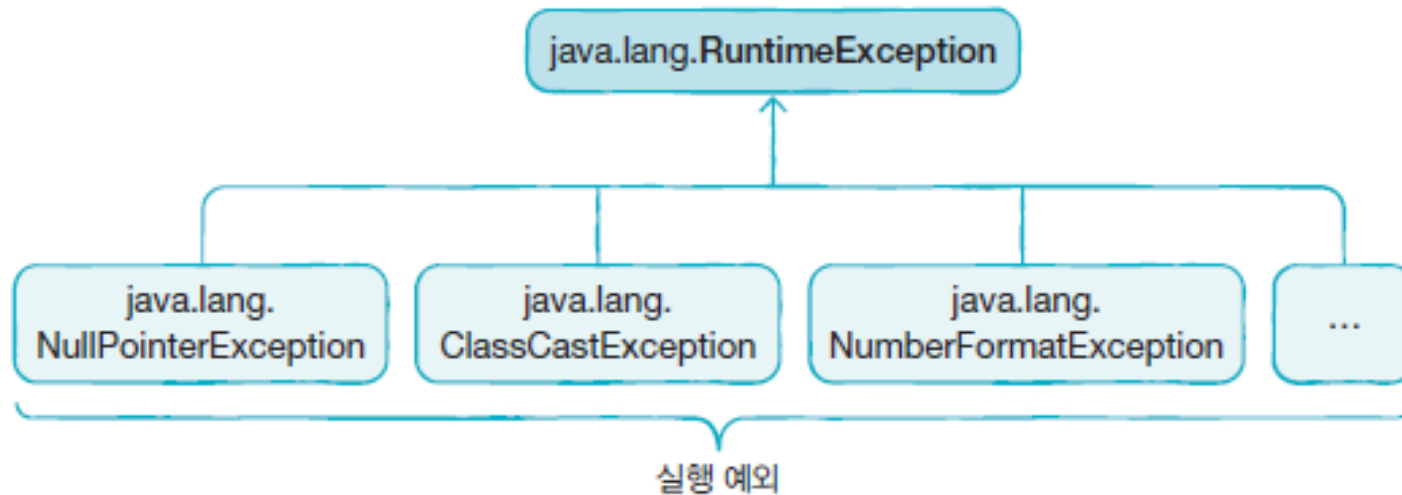 java.lang.RuntimeException
java.lang.
NullPointerException
java.lang.
ClassCastException
java.lang.
NumberFormatException
...
실행 예외